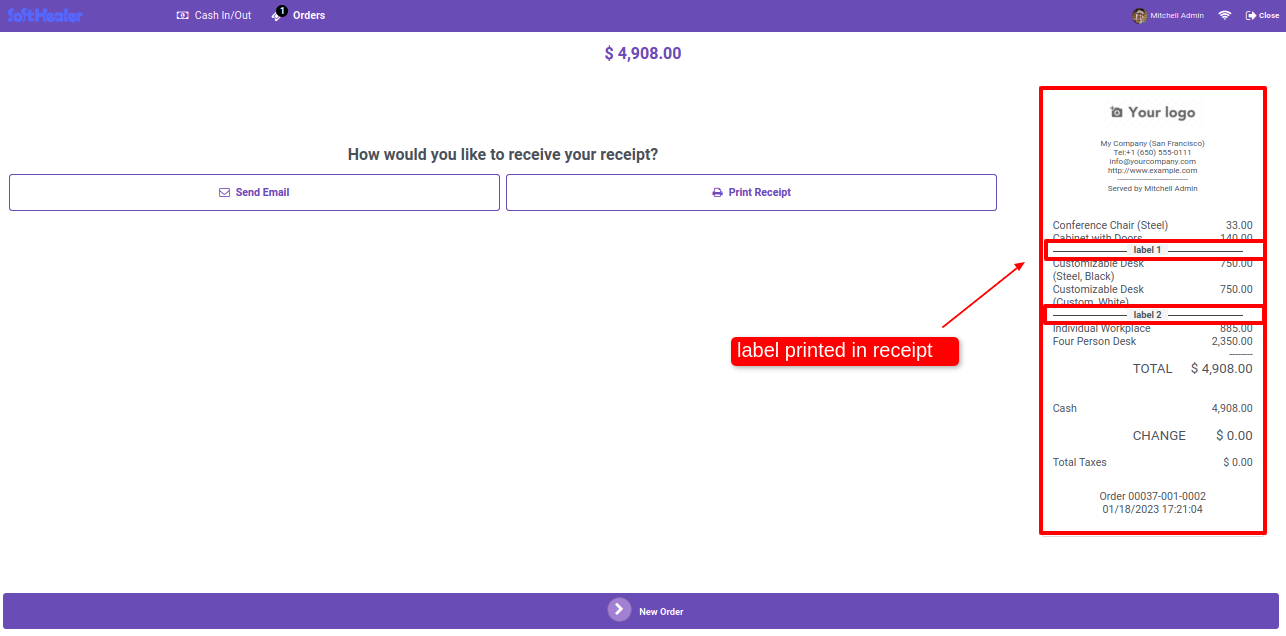 SoftHealer
Cash In/Out
1
Orders
Mitchell Admin
Close
$ 4,908.00
How would you like to receive your receipt?
Send Email
Print Receipt
Your logo
My Company (San Francisco)
Tel:+1 (650) 555-0111
info@yourcompany.com
http://www.example.com
--------------------------------
Served by Mitchell Admin
Conference Chair (Steel) 33.00
Cabinet with Doors 140.00
label 1
Customizable Desk 750.00
(Steel, Black)
Customizable Desk 750.00
(Custom, White)
label 2
Individual Workplace 885.00
Four Person Desk 2,350.00
--------
TOTAL $ 4,908.00
Cash 4,908.00
CHANGE $ 0.00
Total Taxes $ 0.00
Order 00037-001-0002
01/18/2023 17:21:04
label printed in receipt
New Order